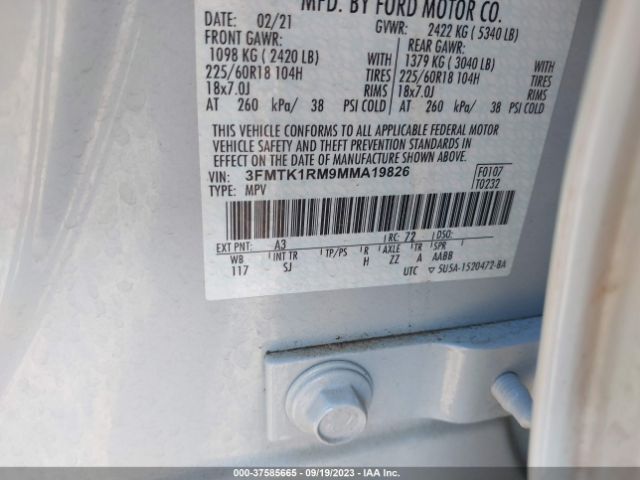 MFD. BY FORD MOTOR CO.
DATE: 02/21 GVWR: 2422 KG ( 5340 LB)
FRONT GAWR: REAR GAWR:
1098 KG ( 2420 LB) WITH 1379 KG ( 3040 LB) WITH
225/60R18 104H TIRES 225/60R18 104H TIRES
18x7.0J RIMS 18x7.0J RIMS
AT 260 kPa/ 38 PSI COLD AT 260 kPa/ 38 PSI COLD
THIS VEHICLE CONFORMS TO ALL APPLICABLE FEDERAL MOTOR
VEHICLE SAFETY AND THEFT PREVENTION STANDARDS IN
EFFECT ON THE DATE OF MANUFACTURE SHOWN ABOVE.
VIN: 3FMTK1RM9MMA19826 F0107
TYPE: MPV T0232
EXT PNT: A3 RC: 72 DSO:
WB INT TR TP/PS R AXLE TR SPR
117 SJ H ZZ A AABB
UTC ▽ 5U5A-1520472-BA
000-37585665 - 09/19/2023 - IAA Inc.